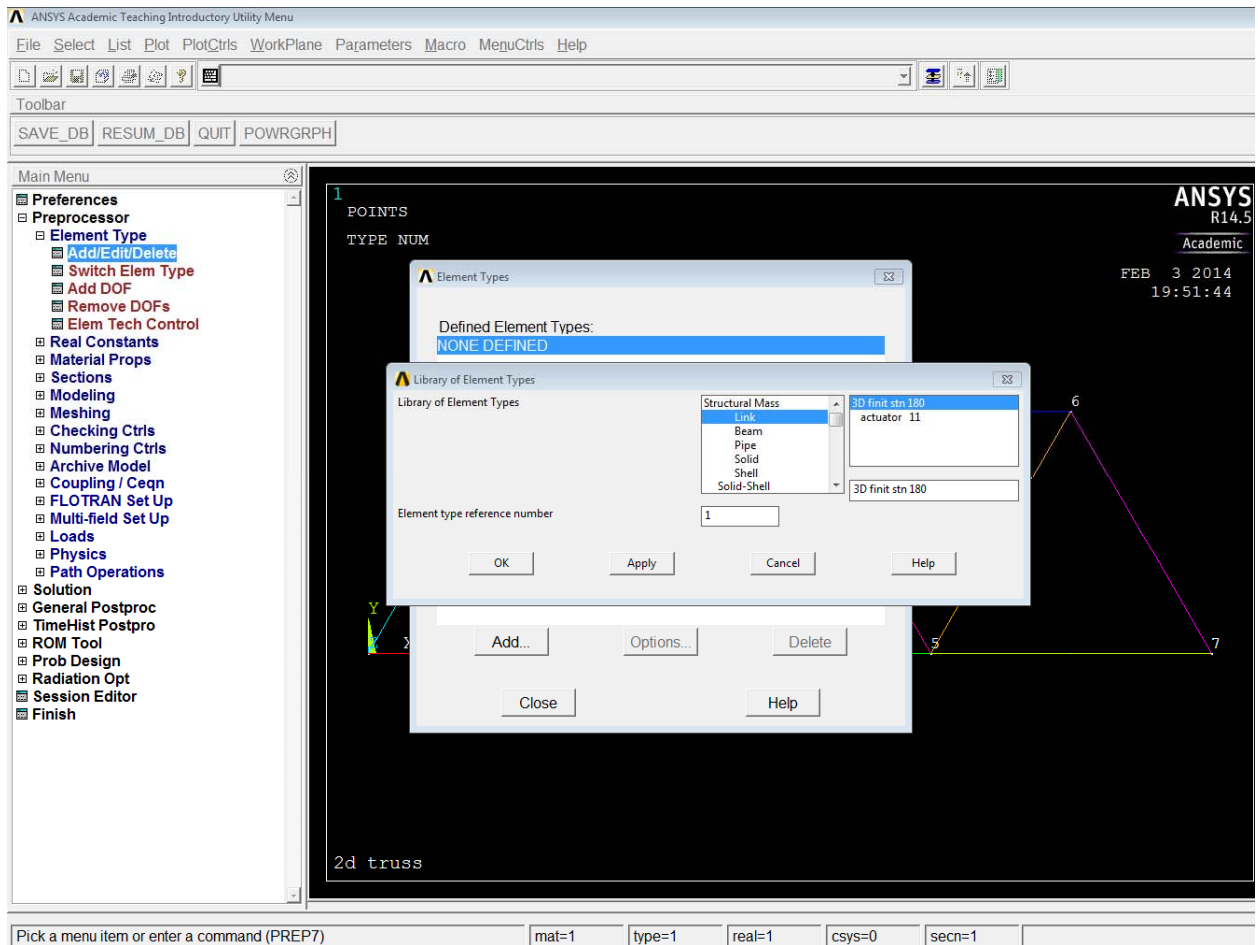 ANSYS Academic Teaching Introductory Utility Menu
File Select List Plot PlotCtrls WorkPlane Parameters Macro MenuCtrls Help
Toolbar
SAVE_DB RESUM_DB QUIT POWRGRPH
Main Menu
Preferences
Preprocessor
Element Type
Add/Edit/Delete
Switch Elem Type
Add DOF
Remove DOFs
Elem Tech Control
Real Constants
Material Props
Sections
Modeling
Meshing
Checking Ctrls
Numbering Ctrls
Archive Model
Coupling / Ceqn
FLOTRAN Set Up
Multi-field Set Up
Loads
Physics
Path Operations
Solution
General Postproc
TimeHist Postpro
ROM Tool
Prob Design
Radiation Opt
Session Editor
Finish
1
POINTS
TYPE NUM
ANSYS
R14.5
Academic
FEB 3 2014
19:51:44
Element Types
Defined Element Types:
NONE DEFINED
Library of Element Types
Library of Element Types
Structural Mass
Link
Beam
Pipe
Solid
Shell
Solid-Shell
3D finit stn 180
actuator 11
3D finit stn 180
Element type reference number
1
OK Apply Cancel Help
6
Y
5
7
Add... Options... Delete
Close Help
2d truss
Pick a menu item or enter a command (PREP7) mat=1 type=1 real=1 csys=0 secn=1